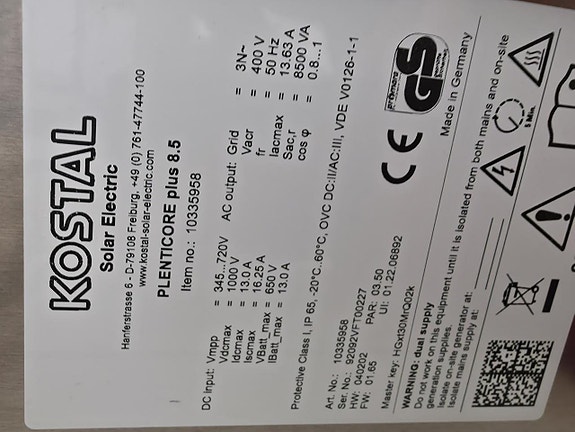 KOSTAL
Solar Electric
Hanferstrasse 6 - D-79108 Freiburg, +49 (0) 761-47744-100
www.kostal-solar-electric.com
PLENTICORE plus 8.5
Item no.: 10335958
DC Input: Vmpp = 345...720V
Vdcmax = 1000 V
Idcmax = 13.0 A
Iscmax = 16.25 A
VBatt_max = 650 V
IBatt_max = 13.0 A
AC output: Grid = 3N~
Vacr = 400 V
fr = 50 Hz
Iacmax = 13.63 A
Sac,r = 8500 VA
cos φ = 0.8...1
Protective Class I, IP 65, -20°C...60°C, OVC DC:II/AC:III, VDE V0126-1-1
Art. No.: 10335958
Ser. No.: 92092VFT00227
HW: 040202 PAR: 03.50
FW: 01.65 UI: 01.22.06892
Master key: HGxt30MrQ02k
CE
GS
Made in Germany
WARNING: dual supply
Do not work on this equipment until it is isolated from both mains and on-site
generation supplies.
Isolate on-site generator at:
Isolate mains supply at:
5 Min.